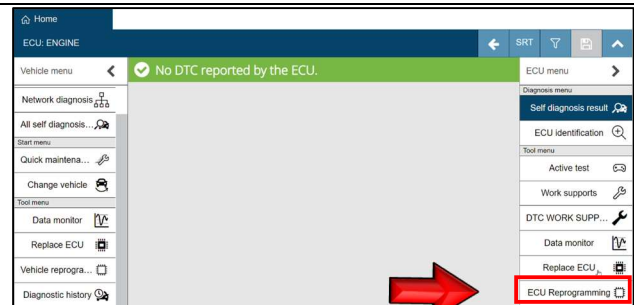 Home
ECU: ENGINE
SRT
Vehicle menu
No DTC reported by the ECU.
ECU menu
Network diagnosis
All self diagnosis...
Start menu
Quick maintena...
Change vehicle
Tool menu
Data monitor
Replace ECU
Vehicle reprogra...
Diagnostic history
Diagnosis menu
Self diagnosis result
ECU identification
Tool menu
Active test
Work supports
DTC WORK SUPP...
Data monitor
Replace ECU
ECU Reprogramming